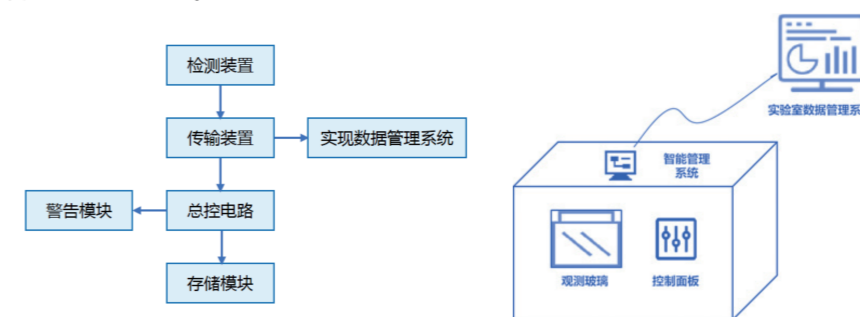 检测装置
传输装置
实现数据管理系统
警告模块
总控电路
存储模块
实验室数据管理系
智能管理
系统
观测玻璃
控制面板